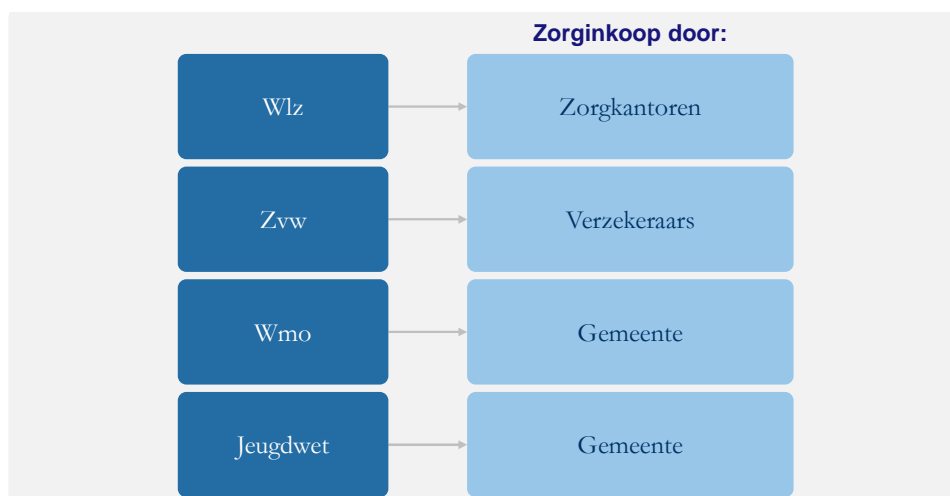 Zorginkoop door:
Wlz
Zorgkantoren
Zvw
Verzekeraars
Wmo
Gemeente
Jeugdwet
Gemeente